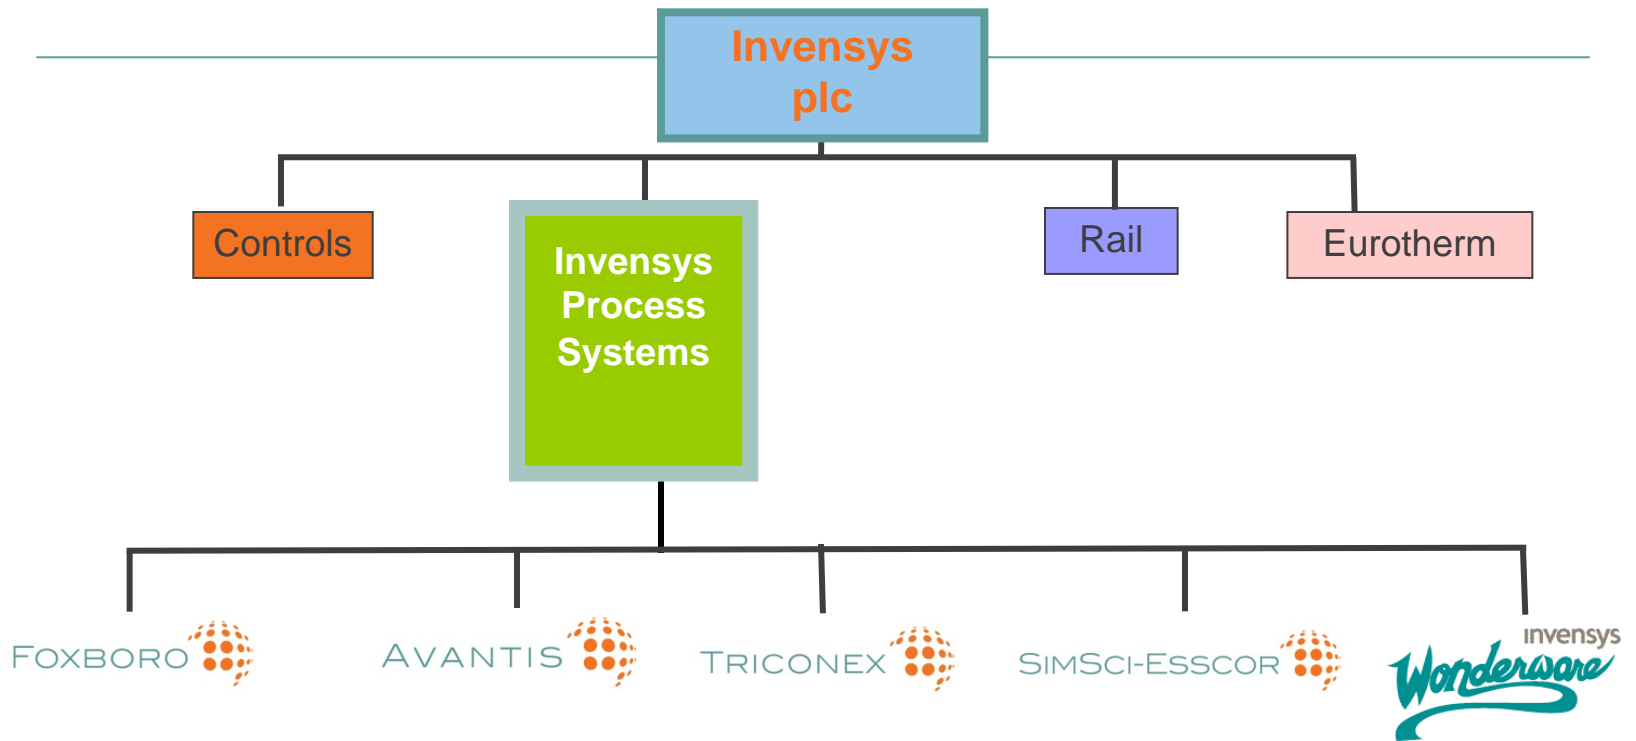 Invensys
plc
Controls
Invensys
Process
Systems
Rail
Eurotherm
FOXBORO
AVANTIS
TRICONEX
SIMSCI-ESSCOR
invensys
Wonderware